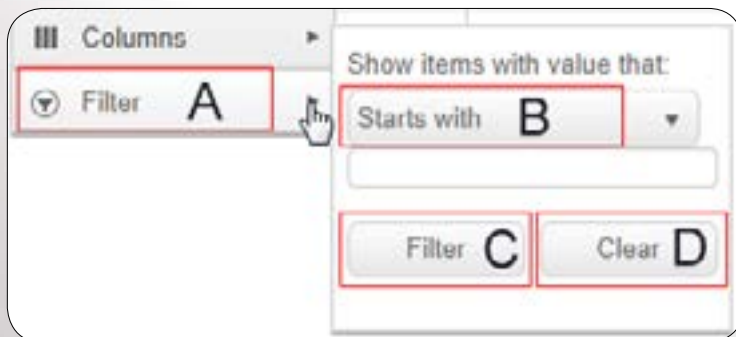 Columns
Filter A
Show items with value that:
Starts with B
Filter C
Clear D